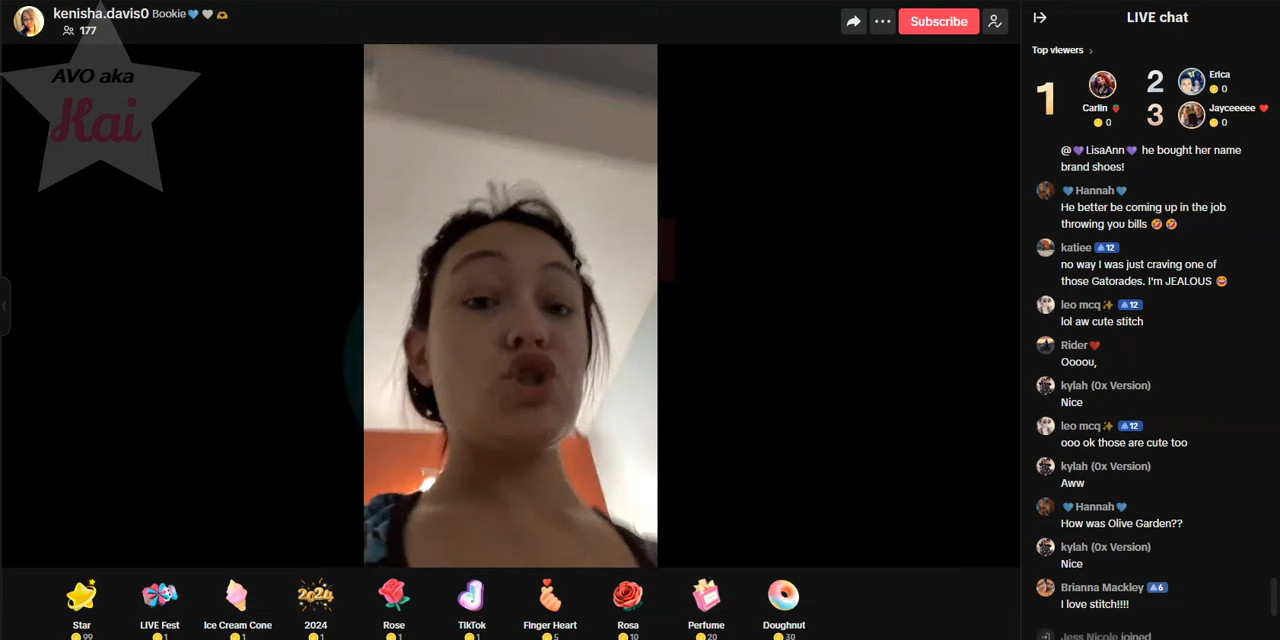 kenisha.davis0 Bookie💙🤍🫶
177
Subscribe
LIVE chat
AVO aka
Kai
Top viewers
1
Carlin
0
2
Erica
0
3
Jayceeeee ❤️
0
@💜LisaAnn💜 he bought her name
brand shoes!
💙Hannah💙
He better be coming up in the job
throwing you bills 🤣 🤣
katiee 12
no way I was just craving one of
those Gatorades. I'm JEALOUS 😆
leo mcq✨ 12
lol aw cute stitch
Rider❤️
Oooou,
kylah (0x Version)
Nice
leo mcq✨ 12
ooo ok those are cute too
kylah (0x Version)
Aww
💙Hannah💙
How was Olive Garden??
kylah (0x Version)
Nice
Brianna Mackley 6
I love stitch!!!!
Jess Nicole joined
2024
Star
99
LIVE Fest
1
Ice Cream Cone
1
2024
1
Rose
1
TikTok
1
Finger Heart
5
Rosa
10
Perfume
20
Doughnut
30